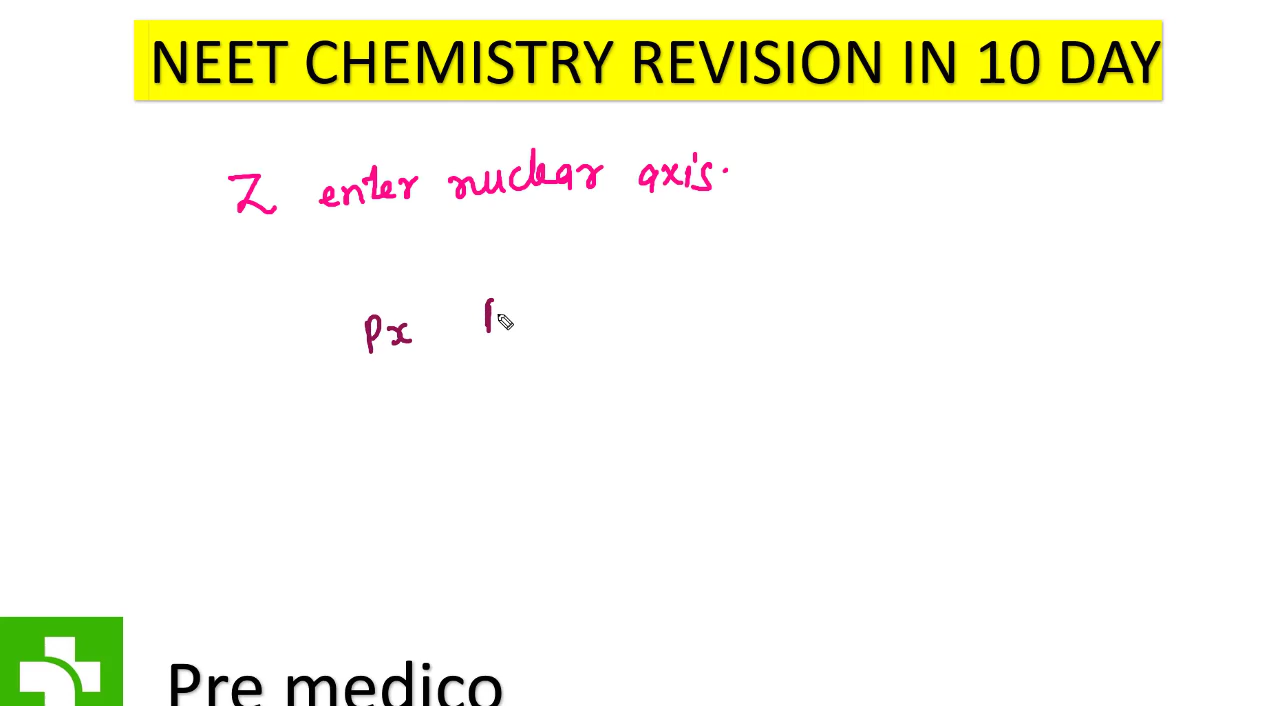 NEET CHEMISTRY REVISION IN 10 DAY
Z enter nuclear axis.
Px
Pre medico